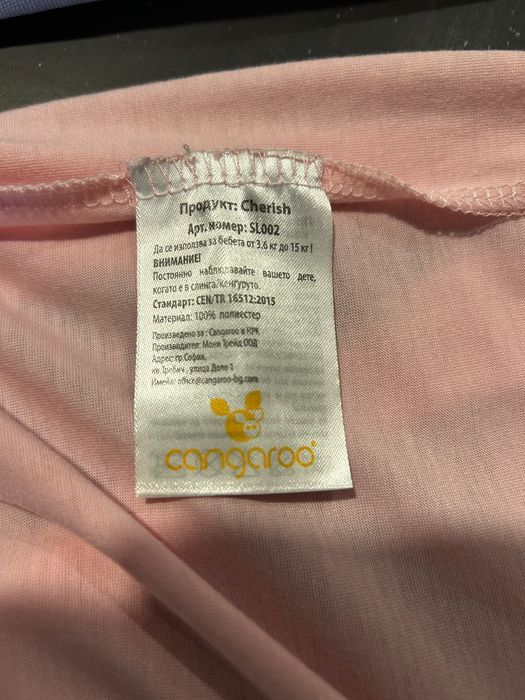 Продукт: Cherish
Арт. номер: SL002
Да се използва за бебета от 3.6 кг до 15 кг!
ВНИМАНИЕ!
Постоянно наблюдавайте вашето дете,
когато е в слинга/кенгуруто.
Стандарт: CEN/TR 16512:2015
Материал: 100% полиестер
Произведено за: Cangaroo в КРК
Производител: Мони Трейд ООД
Адрес: гр.София,
кв.Требич, улица Доло 1
Имейл: office@cangaroo-bg.com
cangaroo